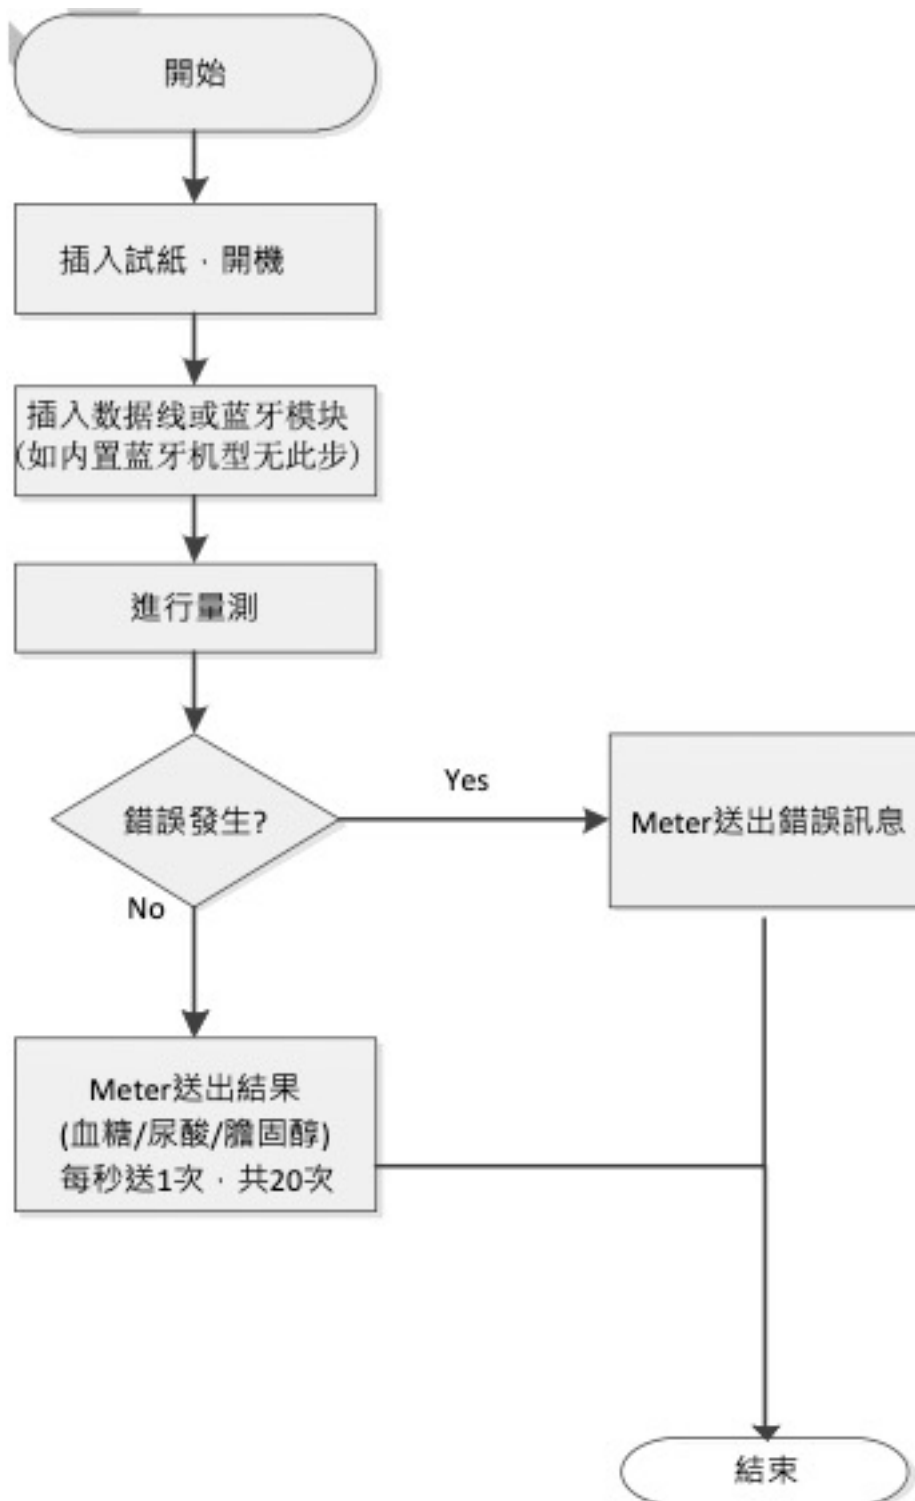 開始
插入試紙，開機
插入数据线或蓝牙模块
(如内置蓝牙机型无此步)
進行量測
錯誤發生?
Yes
Meter送出錯誤訊息
No
Meter送出結果
(血糖/尿酸/膽固醇)
每秒送1次，共20次
結束